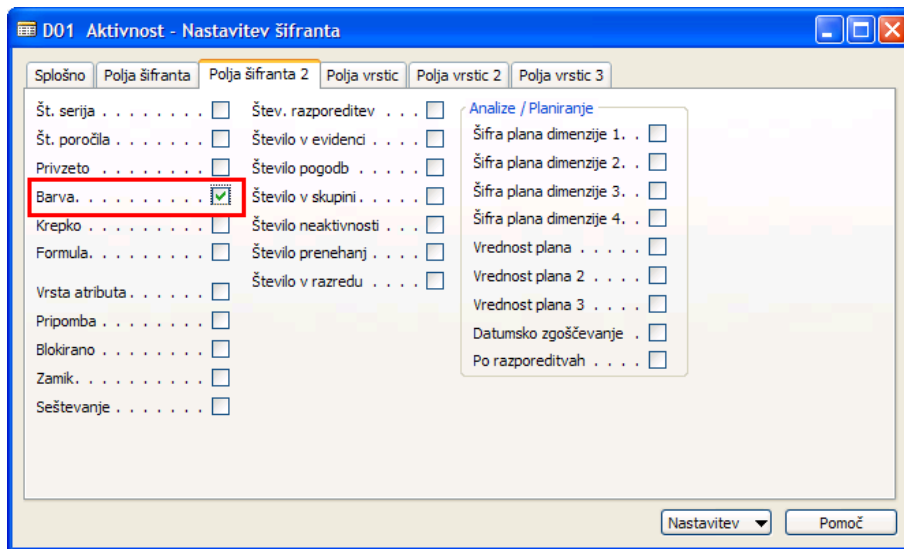 D01 Aktivnost - Nastavitev šifranta
Splošno Polja šifranta Polja šifranta 2 Polja vrstic Polja vrstic 2 Polja vrstic 3
Št. serija . . . . . . . .
Št. poročila . . . . . . .
Privzeto . . . . . . . . .
Barva. . . . . . . . . . .
Krepko . . . . . . . . . .
Formula. . . . . . . . . .
Vrsta atributa . . . . . .
Pripomba . . . . . . . . .
Blokirano . . . . . . . . .
Zamik. . . . . . . . . . .
Seštevanje . . . . . . . .
Štev. razporeditev . . . .
Število v evidenci . . . .
Število pogodb . . . . . .
Število v skupini. . . . .
Število neaktivnosti . . .
Število prenehanj . . . .
Število v razredu . . . .
Analize / Planiranje
Šifra plana dimenzije 1. .
Šifra plana dimenzije 2. .
Šifra plana dimenzije 3. .
Šifra plana dimenzije 4. .
Vrednost plana . . . . .
Vrednost plana 2 . . . . .
Vrednost plana 3 . . . .
Datumsko zgoščevanje .
Po razporeditvah . . . .
Nastavitev Pomoč